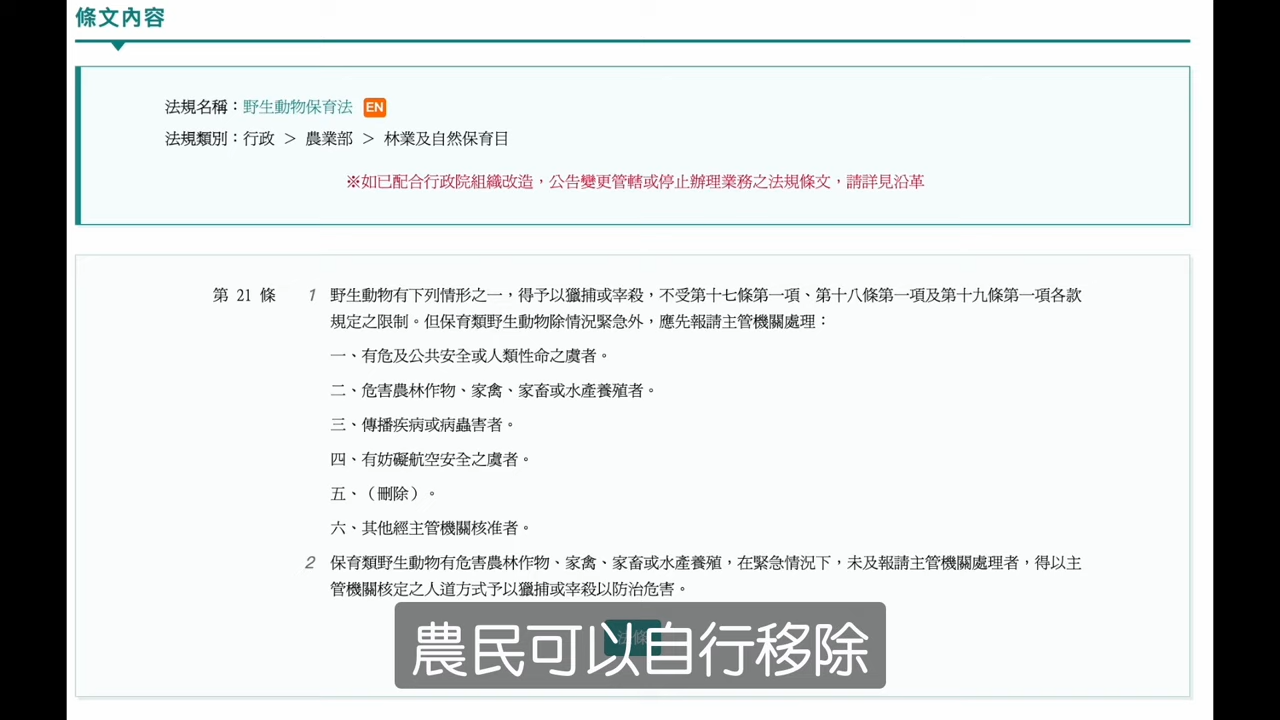 條文內容
法規名稱：野生動物保育法 EN
法規類別：行政 > 農業部 > 林業及自然保育目
※如已配合行政院組織改造，公告變更管轄或停止辦理業務之法規條文，請詳見沿革
第 21 條 1 野生動物有下列情形之一，得予以獵捕或宰殺，不受第十七條第一項、第十八條第一項及第十九條第一項各款
規定之限制。但保育類野生動物除情況緊急外，應先報請主管機關處理：
一、有危及公共安全或人類性命之虞者。
二、危害農林作物、家禽、家畜或水產養殖者。
三、傳播疾病或病蟲害者。
四、有妨礙航空安全之虞者。
五、（刪除）。
六、其他經主管機關核准者。
2 保育類野生動物有危害農林作物、家禽、家畜或水產養殖，在緊急情況下，未及報請主管機關處理者，得以主
管機關核定之人道方式予以獵捕或宰殺以防治危害。
農民可以自行移除